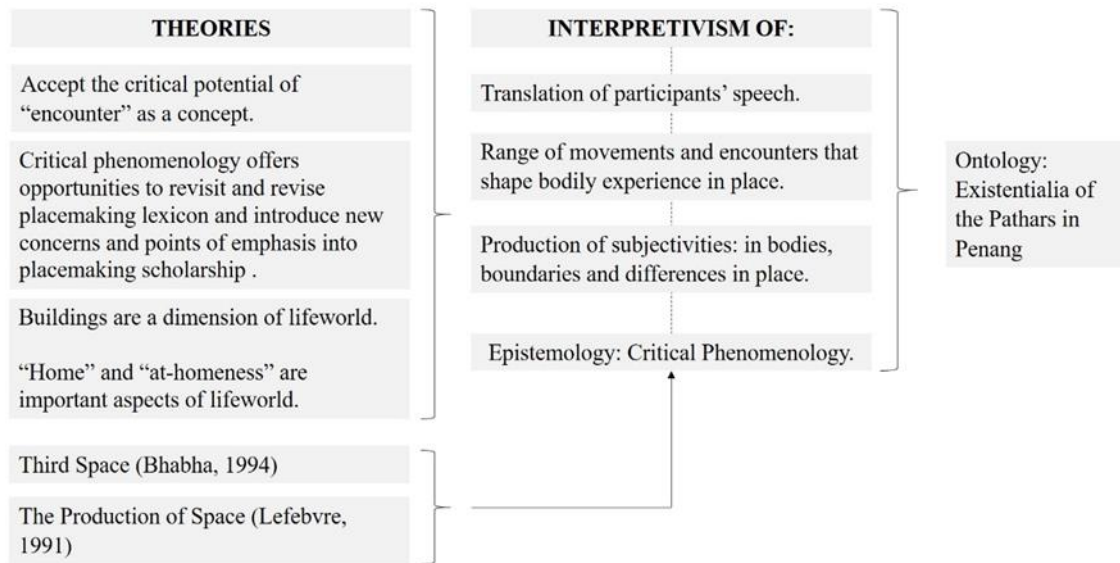 THEORIES
Accept the critical potential of
“encounter” as a concept.
Critical phenomenology offers
opportunities to revisit and revise
placemaking lexicon and introduce new
concerns and points of emphasis into
placemaking scholarship .
Buildings are a dimension of lifeworld.
“Home” and “at-homeness” are
important aspects of lifeworld.
Third Space (Bhabha, 1994)
The Production of Space (Lefebvre,
1991)
INTERPRETIVISM OF:
Translation of participants’ speech.
Range of movements and encounters that
shape bodily experience in place.
Production of subjectivities: in bodies,
boundaries and differences in place.
Epistemology: Critical Phenomenology.
Ontology:
Existentialia of
the Pathars in
Penang